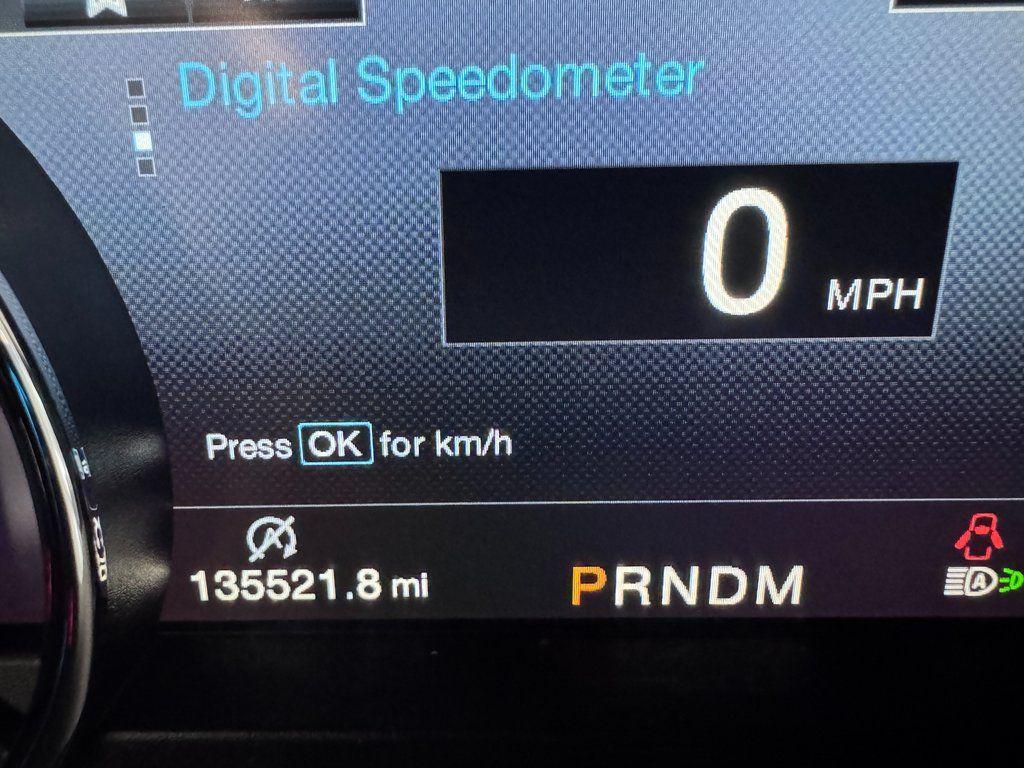 Digital Speedometer
0 MPH
Press OK for km/h
135521.8 mi
PRNDM